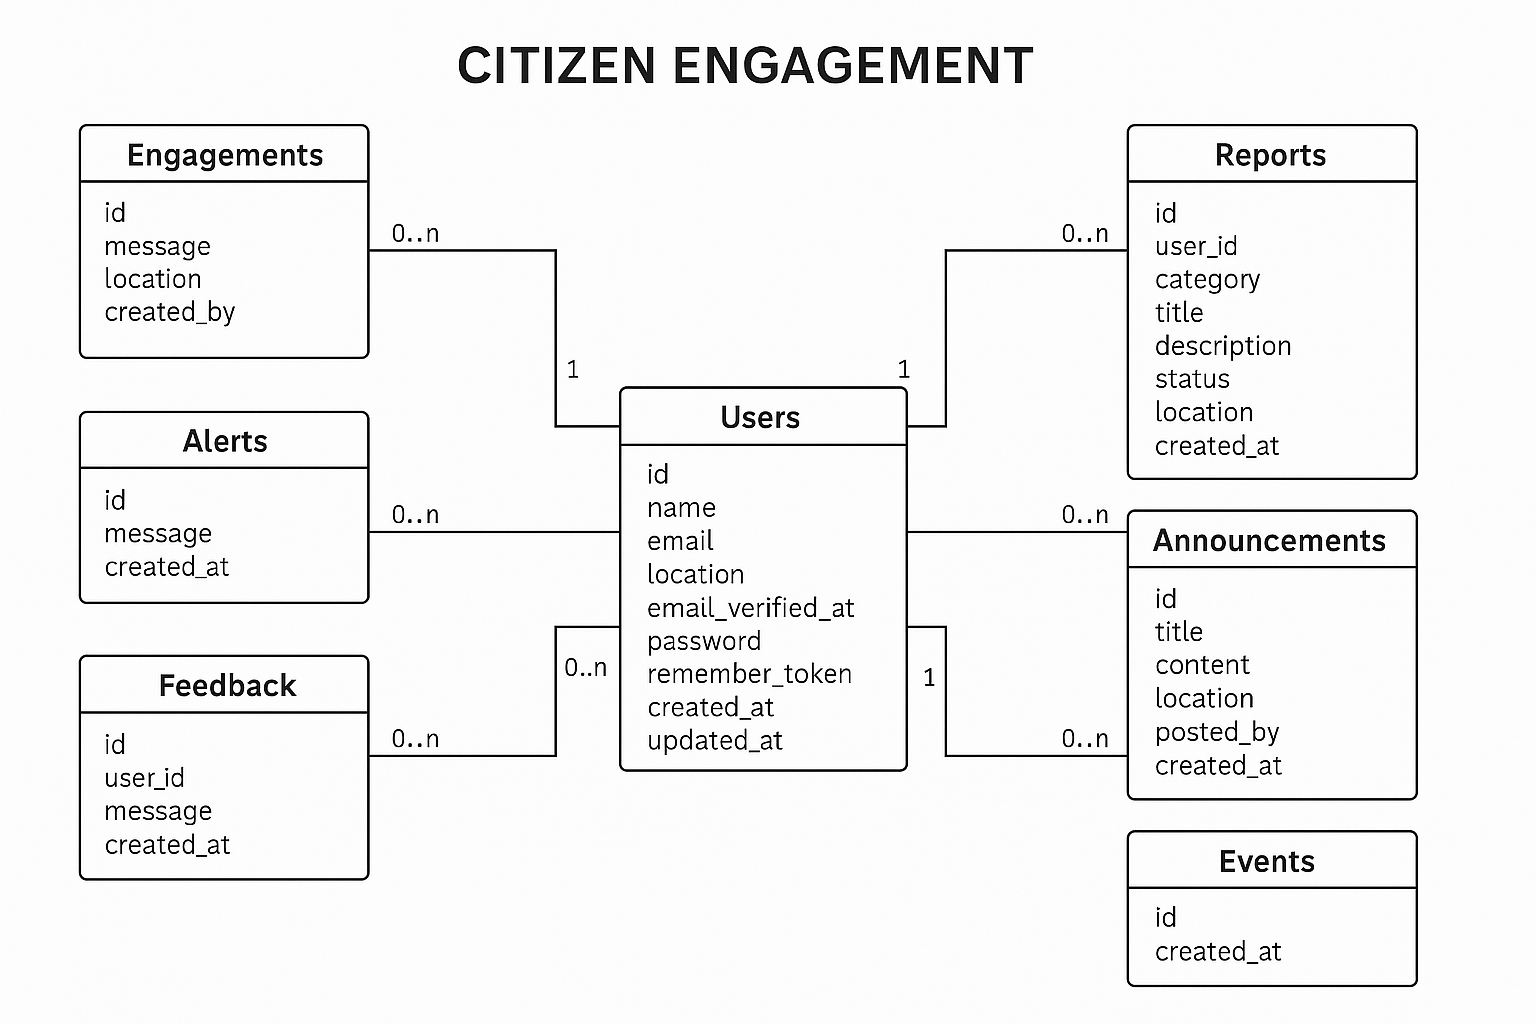 CITIZEN ENGAGEMENT
Engagements
id
message
location
created_by
0..n
1
Alerts
id
message
created_at
0..n
Feedback
id
user_id
message
created_at
0..n
0..n
Users
id
name
email
location
email_verified_at
password
remember_token
created_at
updated_at
1
0..n
Reports
id
user_id
category
title
description
status
location
created_at
0..n
1
0..n
Announcements
id
title
content
location
posted_by
created_at
Events
id
created_at